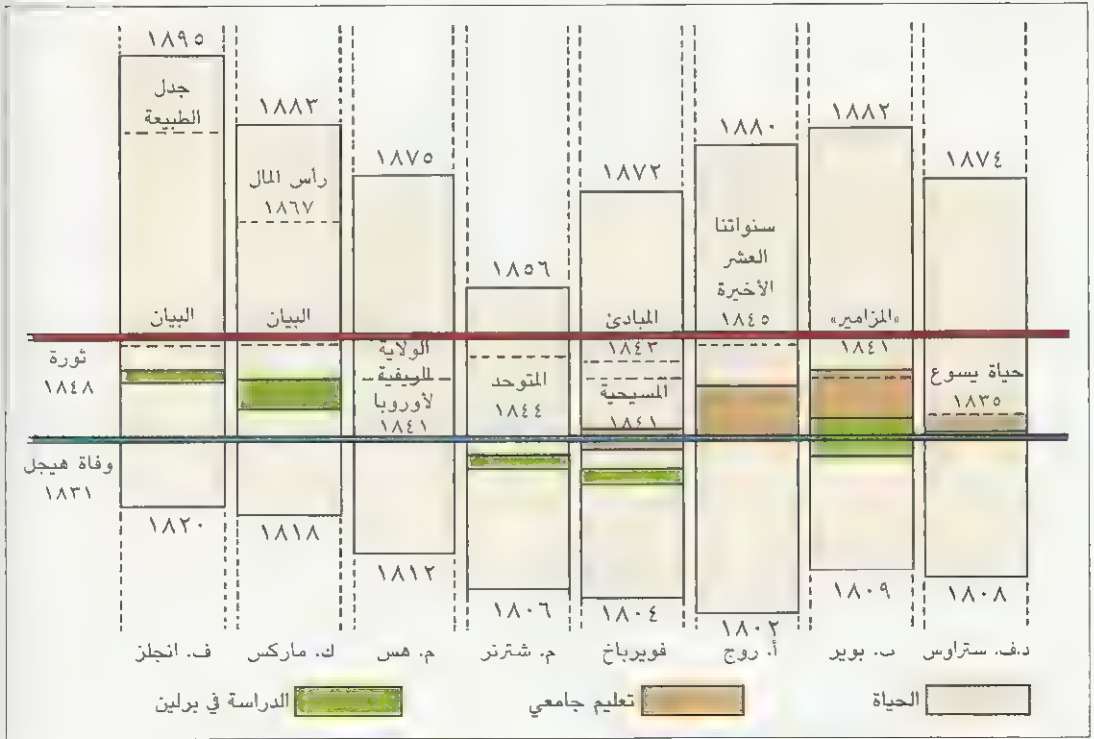 ١٨٩٥
جدل
الطبيعة
البيان
١٨٢٠
ف. انجلز
١٨٨٣
رأس المال
١٨٦٧
البيان
١٨١٨
ك. ماركس
١٨٧٥
الولاية
الريفية
لأوروبا
١٨٤١
١٨١٢
م. هس
١٨٥٦
المتوحد
١٨٤٤
١٨٠٦
م. شترنر
١٨٧٢
المبادئ
١٨٤٣
المسيحية
١٨٤١
١٨٠٤
فويرباخ
١٨٨٠
سنواتنا
العشر
الأخيرة
١٨٤٥
١٨٠٢
أ. روج
١٨٨٢
«المزامير»
١٨٤١
١٨٠٩
ب. بوير
١٨٧٤
حياة يسوع
١٨٣٥
١٨٠٨
د.ف. ستراوس
ثورة
١٨٤٨
وفاة هيجل
١٨٣١
الحياة
تعليم جامعي
الدراسة في برلين